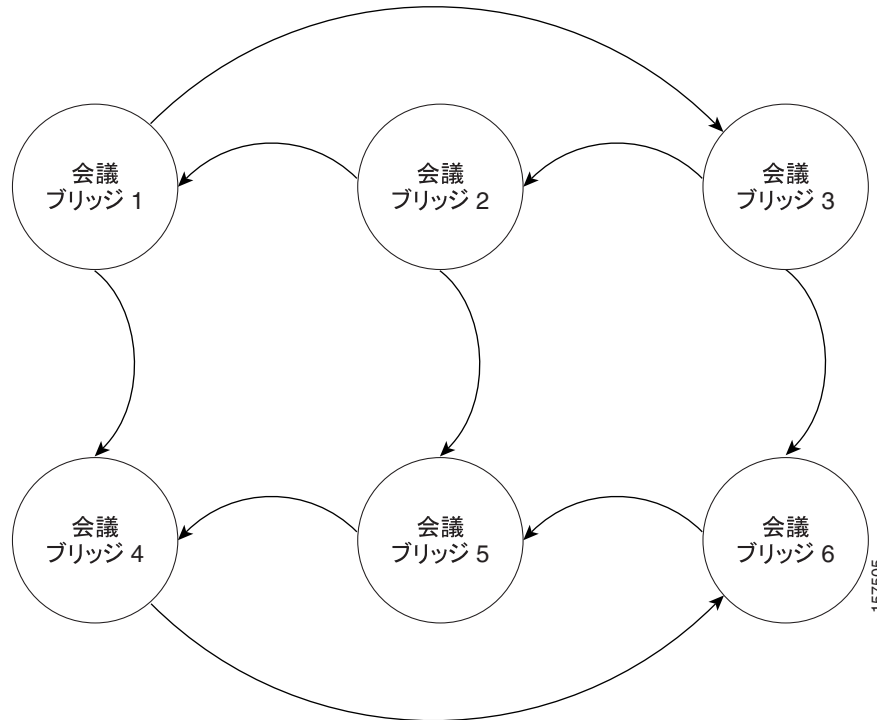 会議
ブリッジ 1
会議
ブリッジ 2
会議
ブリッジ 3
会議
ブリッジ 4
会議
ブリッジ 5
会議
ブリッジ 6
157505